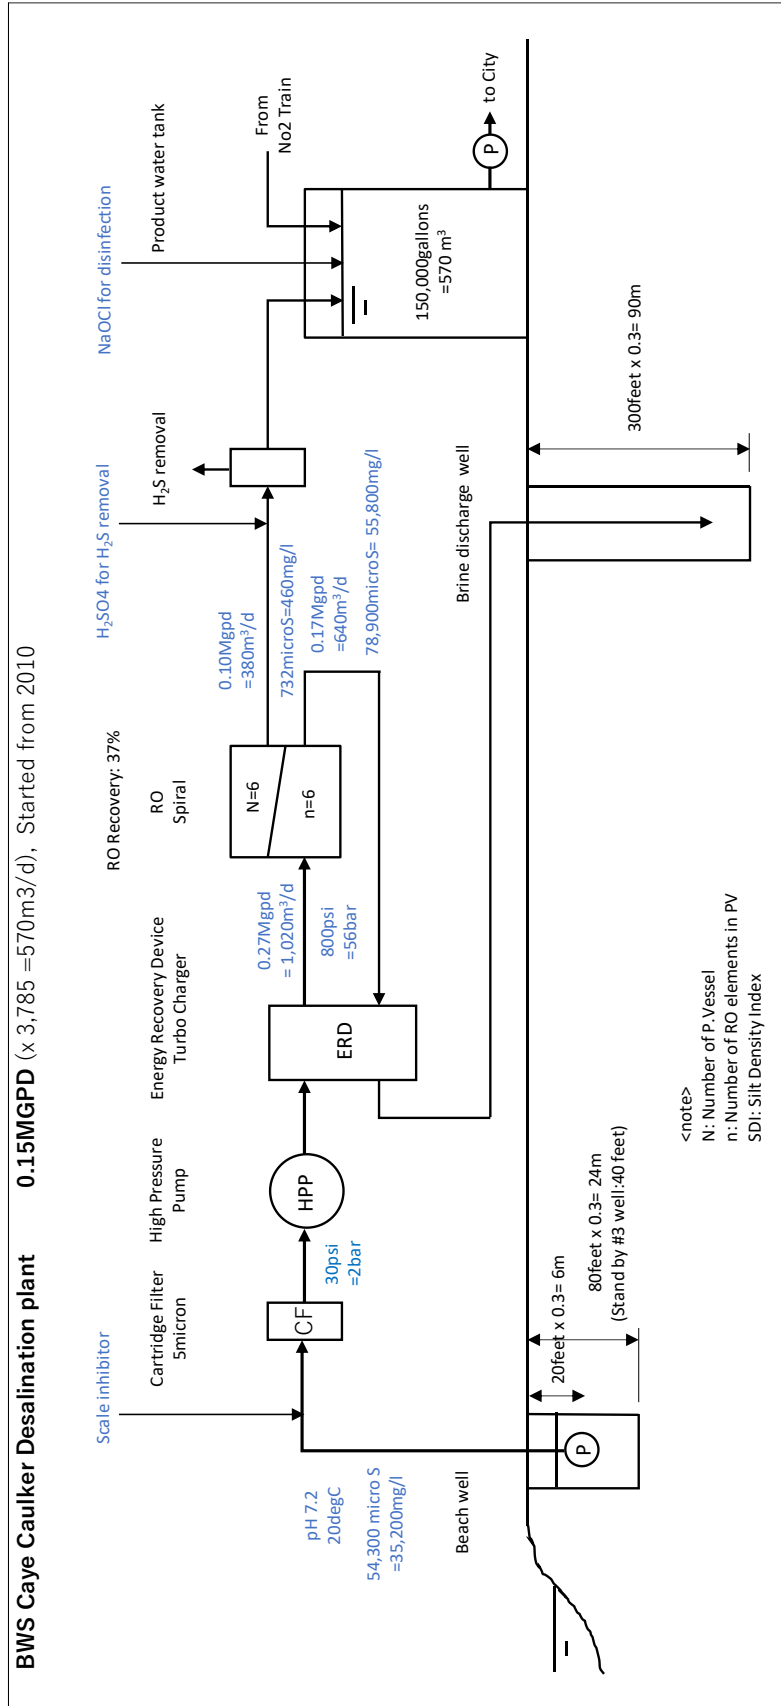 BWS Caye Caulker Desalination plant 0.15MGPD (x 3,785 =570m3/d), Started from 2010
Scale inhibitor
Cartridge Filter
5micron
High Pressure
Pump
Energy Recovery Device
Turbo Charger
RO Recovery: 37%
RO
Spiral
H2SO4 for H₂S removal
H₂S removal
NaOCl for disinfection
Product water tank
From
No2 Train
pH 7.2
20degC
54,300 micro S
=35,200mg/l
Beach well
CF
30psi
=2bar
HPP
ERD
0.27Mgpd
= 1,020m³/d
800psi
=56bar
N=6
n=6
0.10Mgpd
=380m³/d
732microS=460mg/l
0.17Mgpd
=640m³/d
78,900microS= 55,800mg/l
150,000gallons
=570 m³
P
to City
P
20feet x 0.3= 6m
80feet x 0.3= 24m
(Stand by #3 well:40 feet)
Brine discharge well
300feet x 0.3= 90m
<note>
N: Number of P.Vessel
n: Number of RO elements in PV
SDI: Silt Density Index